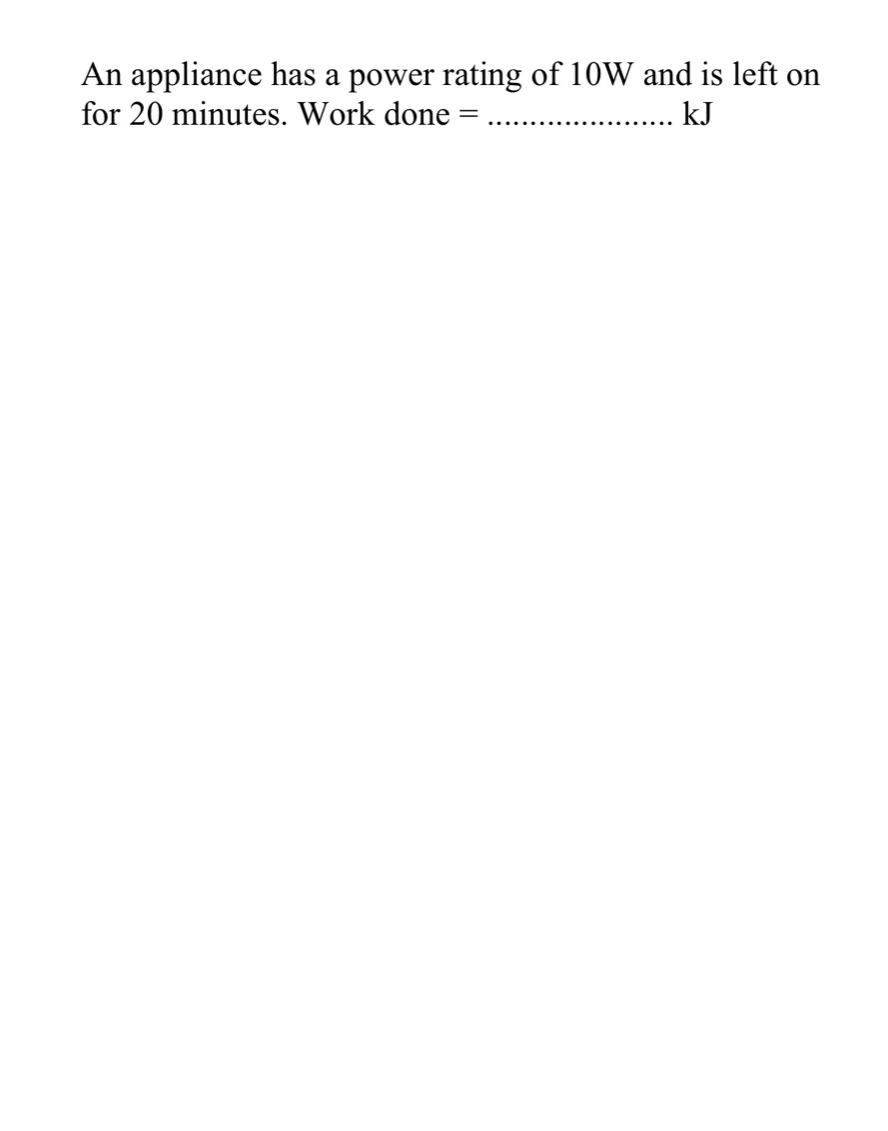 An appliance has a power rating of 10W and is left on
for 20 minutes. Work done = ...................... kJ